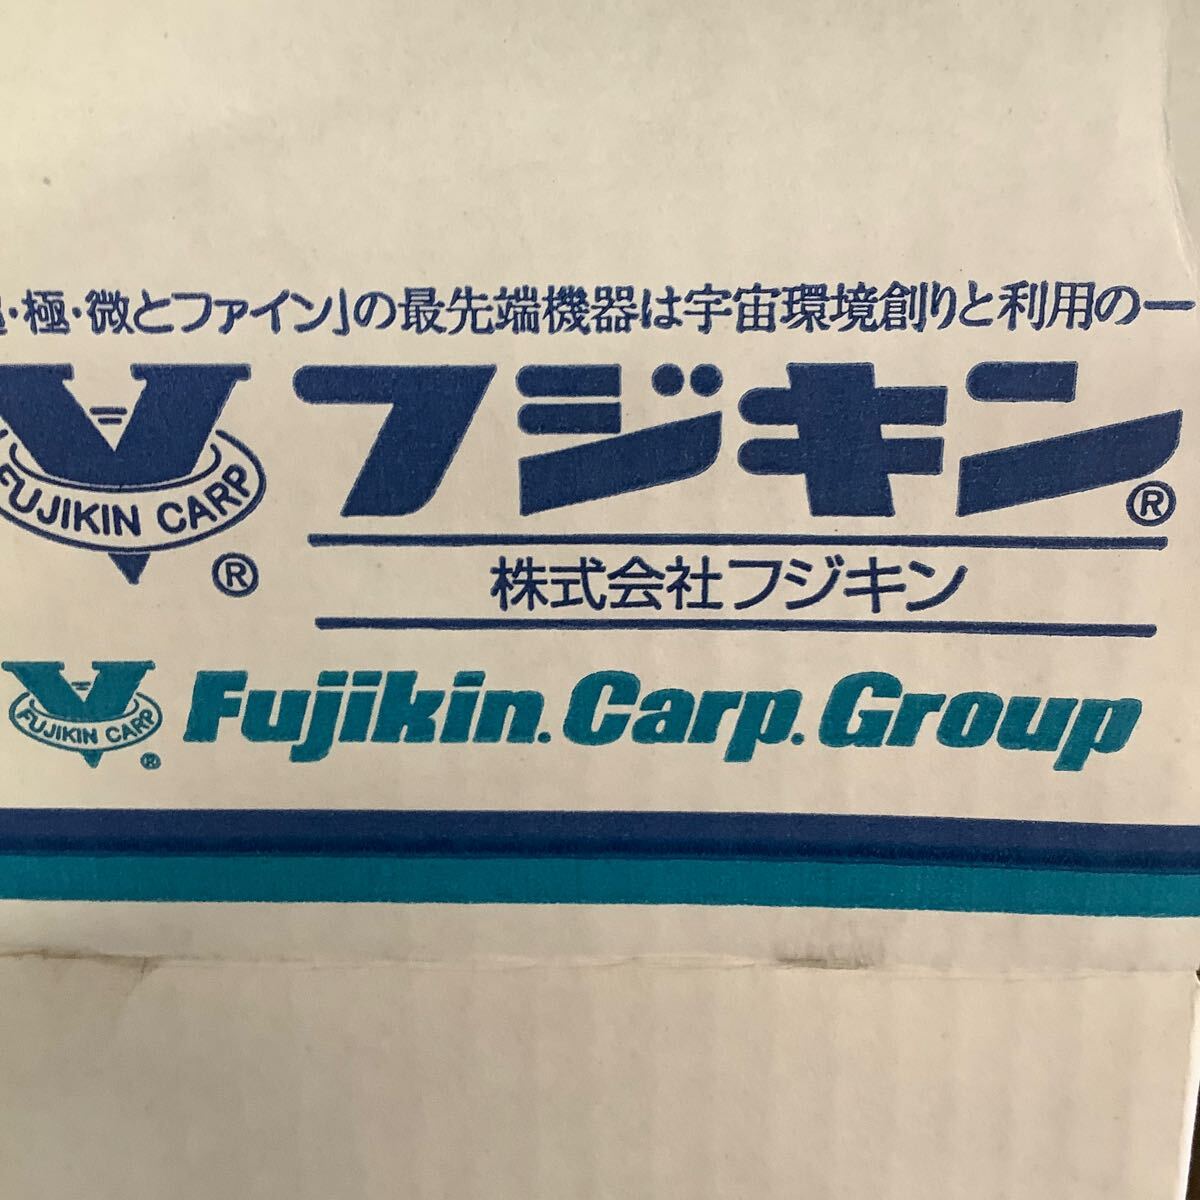 ・極・微とファイン」の最先端機器は宇宙環境創りと利用の一
フジキン®
FUJIKIN CARP ®
株式会社フジキン
FUJIKIN CARP ® Fujikin. Carp. Group